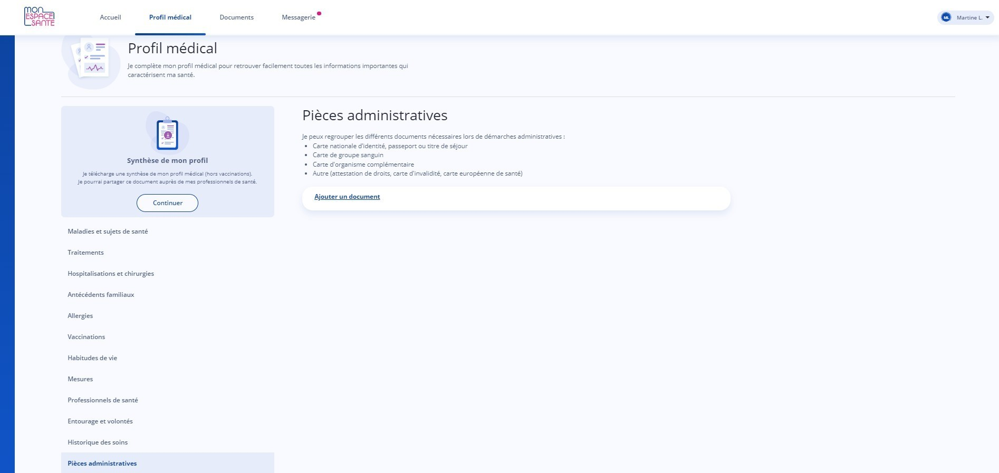 MON
ESPACE
SANTÉ
Accueil
Profil médical
Documents
Messagerie
ML
Martine L.
Profil médical
Je complète mon profil médical pour retrouver facilement toutes les informations importantes qui
caractérisent ma santé.
Synthèse de mon profil
Je télécharge une synthèse de mon profil médical (hors vaccinations).
Je pourrai partager ce document auprès de mes professionnels de santé.
Continuer
Maladies et sujets de santé
Traitements
Hospitalisations et chirurgies
Antécédents familiaux
Allergies
Vaccinations
Habitudes de vie
Mesures
Professionnels de santé
Entourage et volontés
Historique des soins
Pièces administratives
Pièces administratives
Je peux regrouper les différents documents nécessaires lors de démarches administratives :
• Carte nationale d'identité, passeport ou titre de séjour
• Carte de groupe sanguin
• Carte d'organisme complémentaire
• Autre (attestation de droits, carte d'invalidité, carte européenne de santé)
Ajouter un document